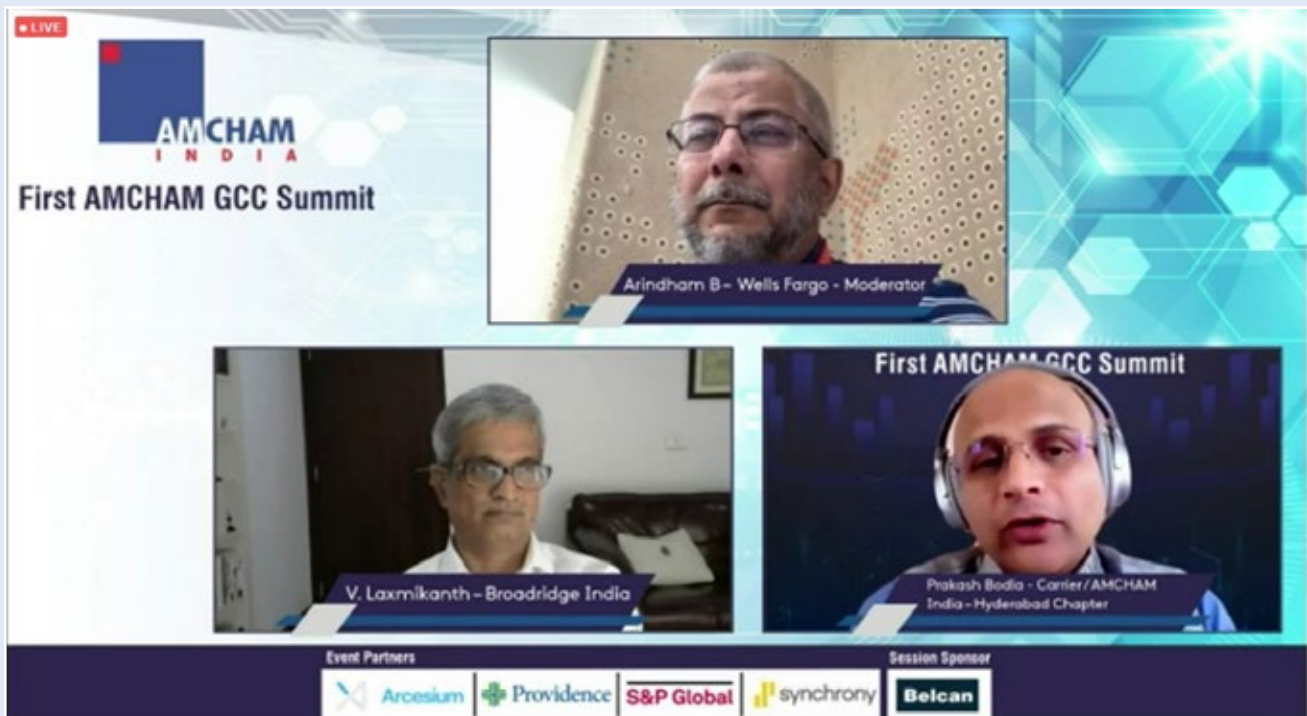 LIVE
AMCHAM
INDIA
First AMCHAM GCC Summit
Arindham B– Wells Fargo - Moderator
First AMCHAM GCC Summit
V. Laxmikanth – Broadridge India
Prakash Bodla - Carrier/AMCHAM
India – Hyderabad Chapter
Event Partners
Session Sponsor
Arcesium
Providence
S&P Global
synchrony
Belcan